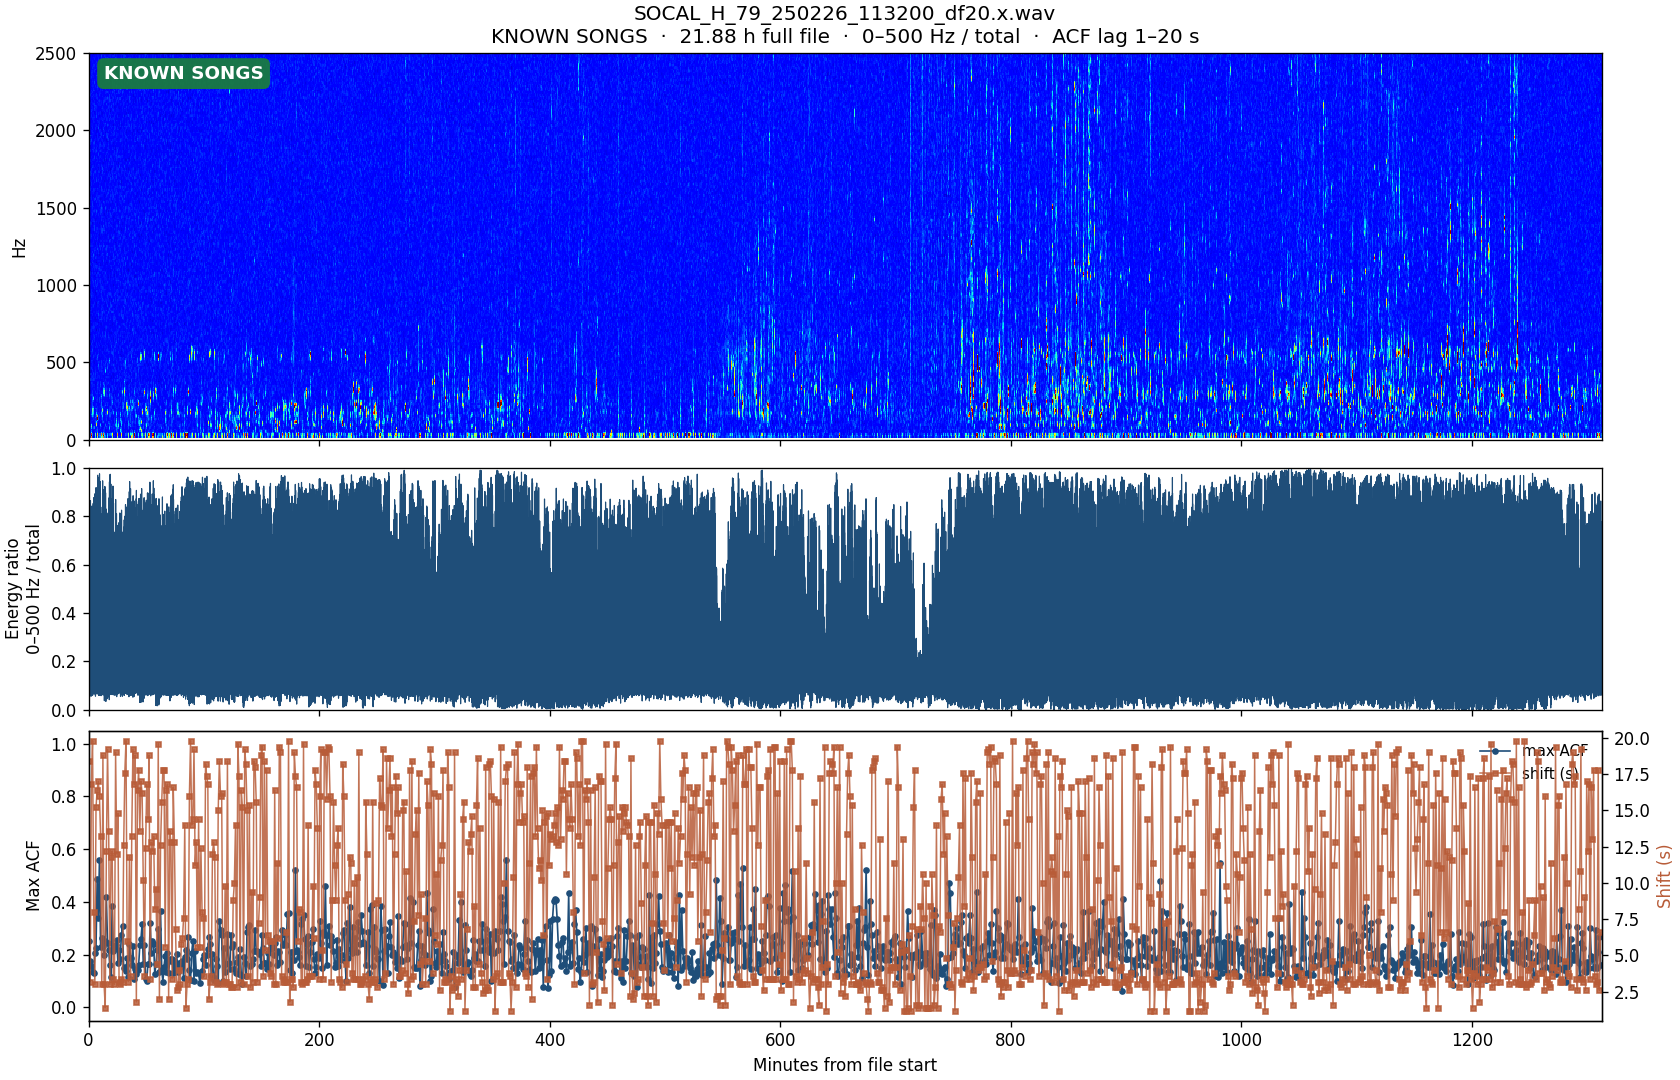 SOCAL_H_79_250226_113200_df20.x.wav
KNOWN SONGS · 21.88 h full file · 0–500 Hz / total · ACF lag 1–20 s
KNOWN SONGS
2500
2000
1500
1000
500
0
Hz
1.0
0.8
0.6
0.4
0.2
0.0
Energy ratio
0–500 Hz / total
1.0
0.8
0.6
0.4
0.2
0.0
Max ACF
max ACF
shift (s)
20.0
17.5
15.0
12.5
10.0
7.5
5.0
2.5
Shift (s)
0 200 400 600 800 1000 1200
Minutes from file start